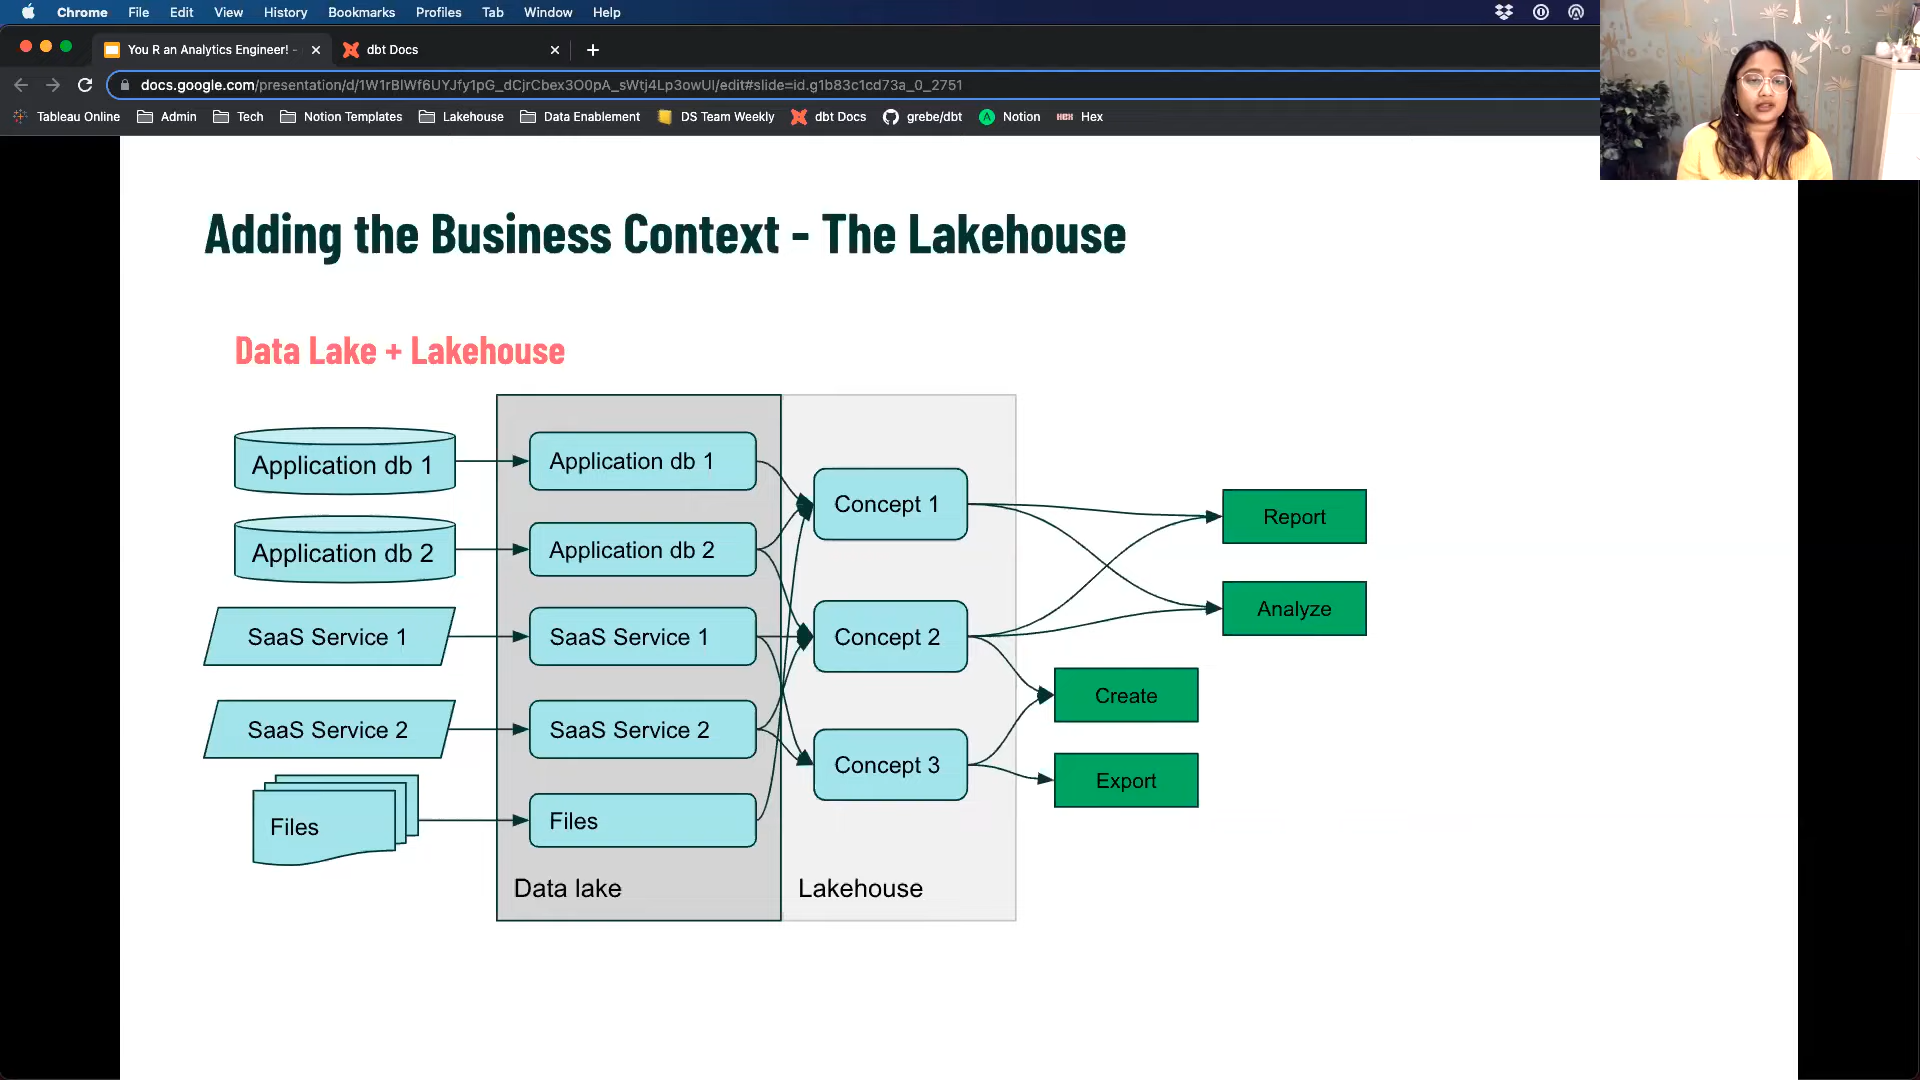 Chrome File Edit View History Bookmarks Profiles Tab Window Help
You R an Analytics Engineer! -
dbt Docs
docs.google.com/presentation/d/1W1rBIWf6UYJfy1pG_dCjrCbex3O0pA_sWtj4Lp3owUI/edit#slide=id.g1b83c1cd73a_0_2751
Tableau Online Admin Tech Notion Templates Lakehouse Data Enablement DS Team Weekly dbt Docs grebe/dbt A Notion HEX Hex
Adding the Business Context - The Lakehouse
Data Lake + Lakehouse
Application db 1
Application db 2
SaaS Service 1
SaaS Service 2
Files
Application db 1
Application db 2
SaaS Service 1
SaaS Service 2
Files
Data lake
Concept 1
Concept 2
Concept 3
Lakehouse
Report
Analyze
Create
Export